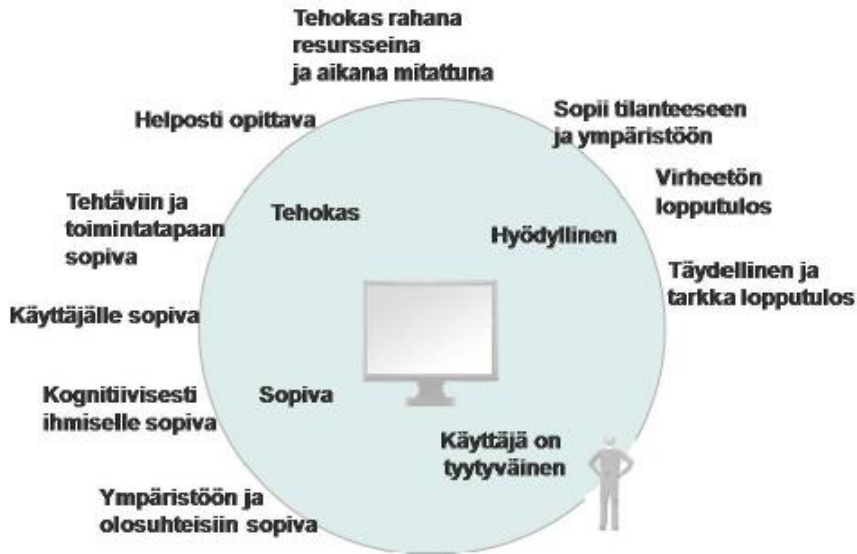 Tehokas rahana
resursseina
ja aikana mitattuna
Helposti opittava
Sopii tilanteeseen
ja ympäristöön
Virheetön
lopputulos
Tehtäviin ja
toimintatapaan
sopiva
Tehokas
Hyödyllinen
Täydellinen ja
tarkka lopputulos
Käyttäjälle sopiva
Kognitiivisesti
ihmiselle sopiva
Sopiva
Käyttäjä on
tyytyväinen
Ympäristöön ja
olosuhteisiin sopiva